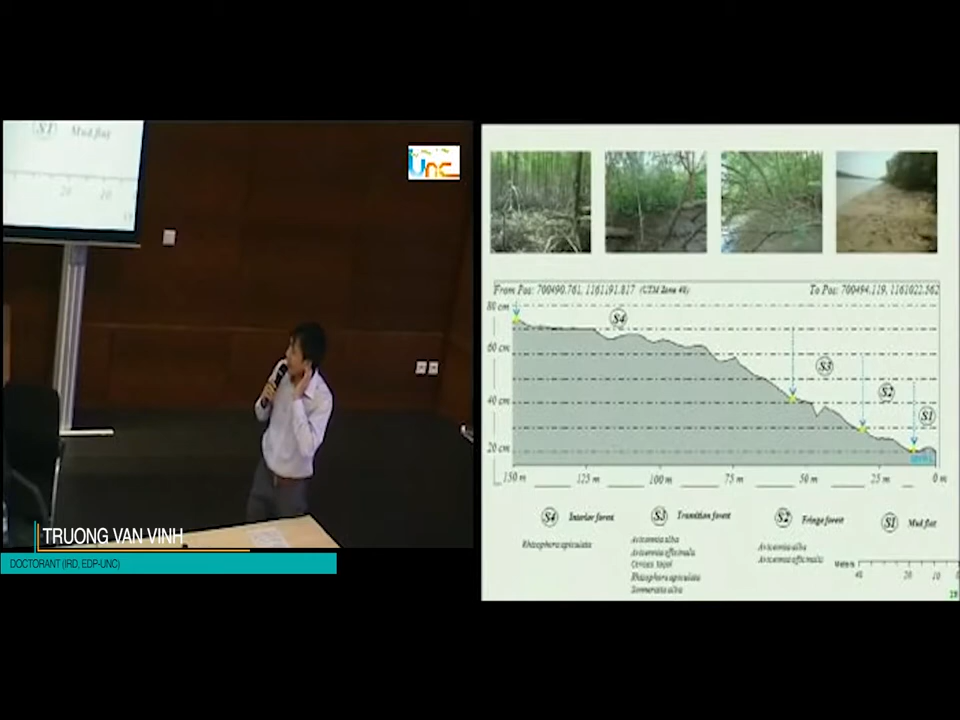 S1 Mud flat
20 10
Unc
TRUONG VAN VINH
DOCTORANT (IRD, EDP-UNC)
From Pos: 700490.761, 1161191.817 (UTM Zone 48) To Pos: 700494.119, 1161022.562
80 cm
60 cm
40 cm
20 cm
S4
S3
S2
S1
150 m 125 m 100 m 75 m 50 m 25 m 0 m
S4 Interior forest S3 Transition forest S2 Fringe forest S1 Mud flat
Rhizophora apiculata
Avicennia alba
Avicennia officinalis
Ceriops tagal
Rhizophora apiculata
Sonneratia alba
Avicennia alba
Avicennia officinalis
Meters
40 20 10 0